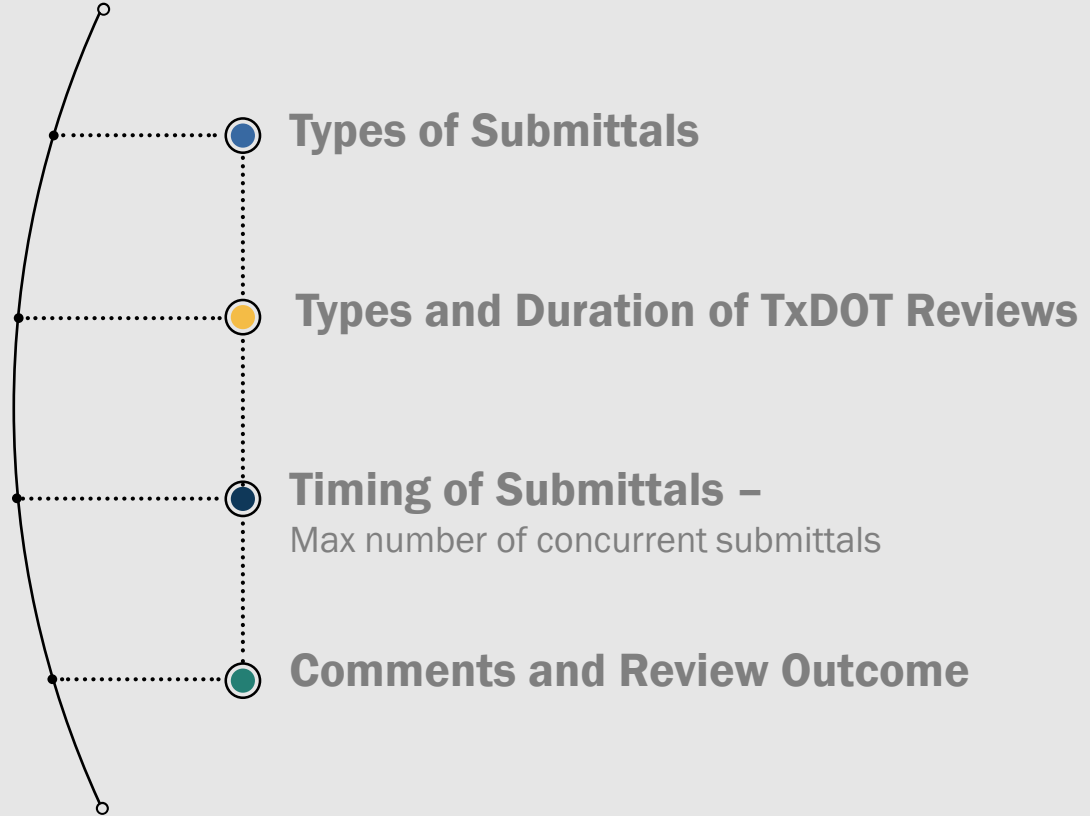 Types of Submittals
Types and Duration of TxDOT Reviews
Timing of Submittals –
Max number of concurrent submittals
Comments and Review Outcome